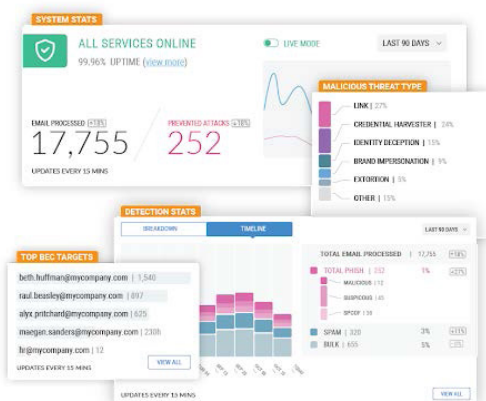 SYSTEM STATS
ALL SERVICES ONLINE
99.96% UPTIME (view more)
LIVE MODE
LAST 90 DAYS
EMAIL PROCESSED +18%
17,755
PREVENTED ATTACKS
252
UPDATES EVERY 15 MINS
MALICIOUS THREAT TYPE
LINK | 27%
CREDENTIAL HARVESTER | 24%
IDENTITY DECEPTION | 15%
BRAND IMPERSONATION | 9%
EXTORTION | 5%
OTHER | 15%
DETECTION STATS
BREAKDOWN
TIMELINE
LAST 90 DAYS
TOTAL EMAIL PROCESSED | 17,755 +18%
TOTAL PHISH | 252 1% +27%
MALICIOUS | 12
SUSPICIOUS
SPOOF
SPAM | 320 3%
BULK | 655 5%
TODAY
UPDATES EVERY 15 MINS
VIEW ALL
TOP BEC TARGETS
beth.huffman@mycompany.com | 1,540
raul.beasley@mycompany.com | 897
alyx.pritchard@mycompany.com | 625
maegan.sanders@mycompany.com
hr@mycompany.com | 12
UPDATES EVERY 15 MINS
VIEW ALL